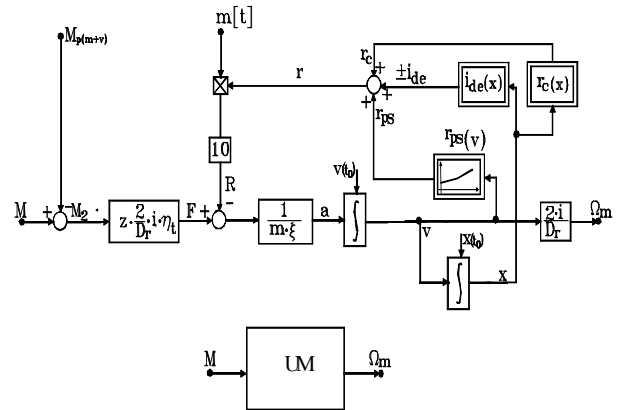 m[t]
M_p(m+v)
r_c
+
±i_de
i_de(x)
r_c(x)
r
+
+
+
r_ps
r_ps(v)
10
v(t_0)
R
M
+
-
M_2
z·2/D_r·i·η_t
F
+
-
1/m·ξ
a
∫
v
x(t_0)
∫
x
2·i/D_r
Ω_m
M
UM
Ω_m